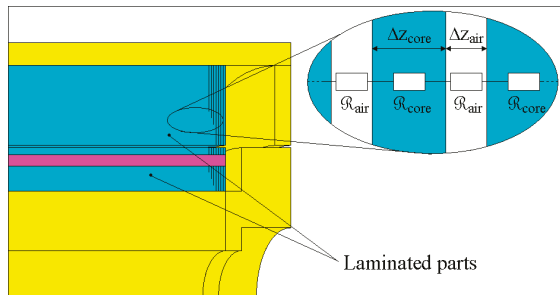 Δz_core Δz_air
ℛ_air ℛ_core ℛ_air ℛ_core
Laminated parts